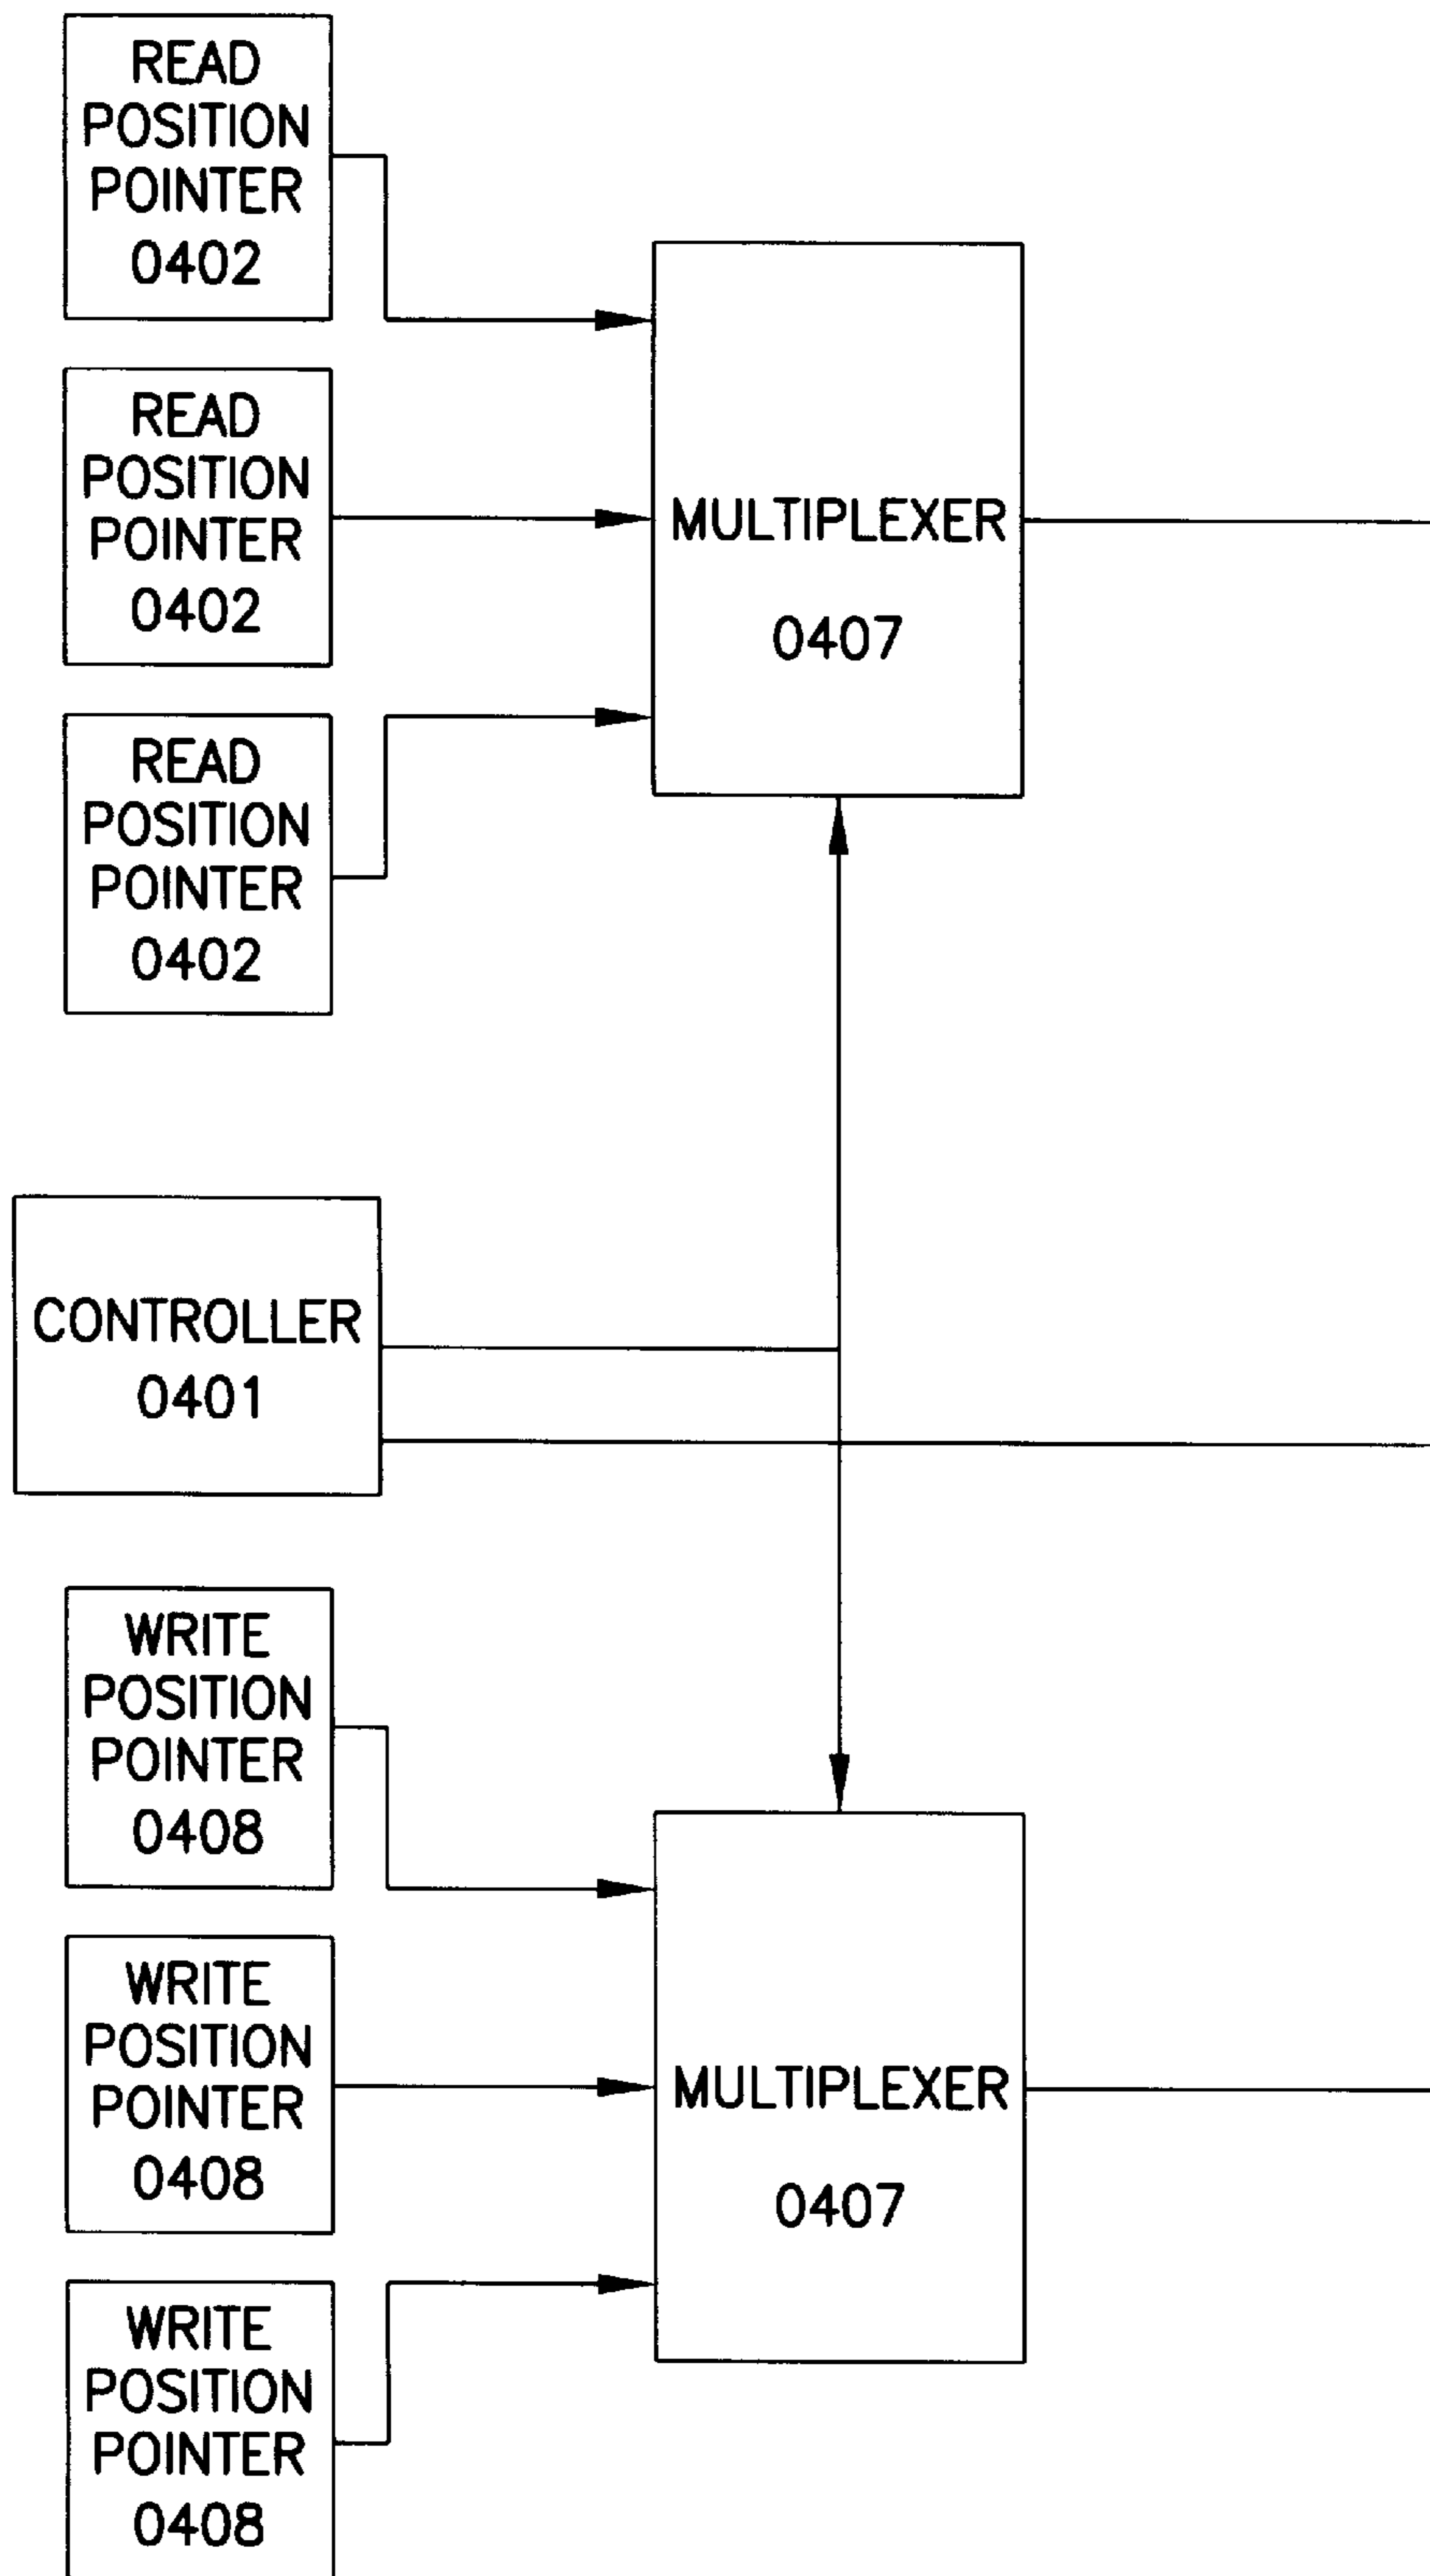 READ
POSITION
POINTER
0402
READ
POSITION
POINTER
0402
MULTIPLEXER
0407
READ
POSITION
POINTER
0402
CONTROLLER
0401
WRITE
POSITION
POINTER
0408
WRITE
POSITION
POINTER
0408
MULTIPLEXER
0407
WRITE
POSITION
POINTER
0408